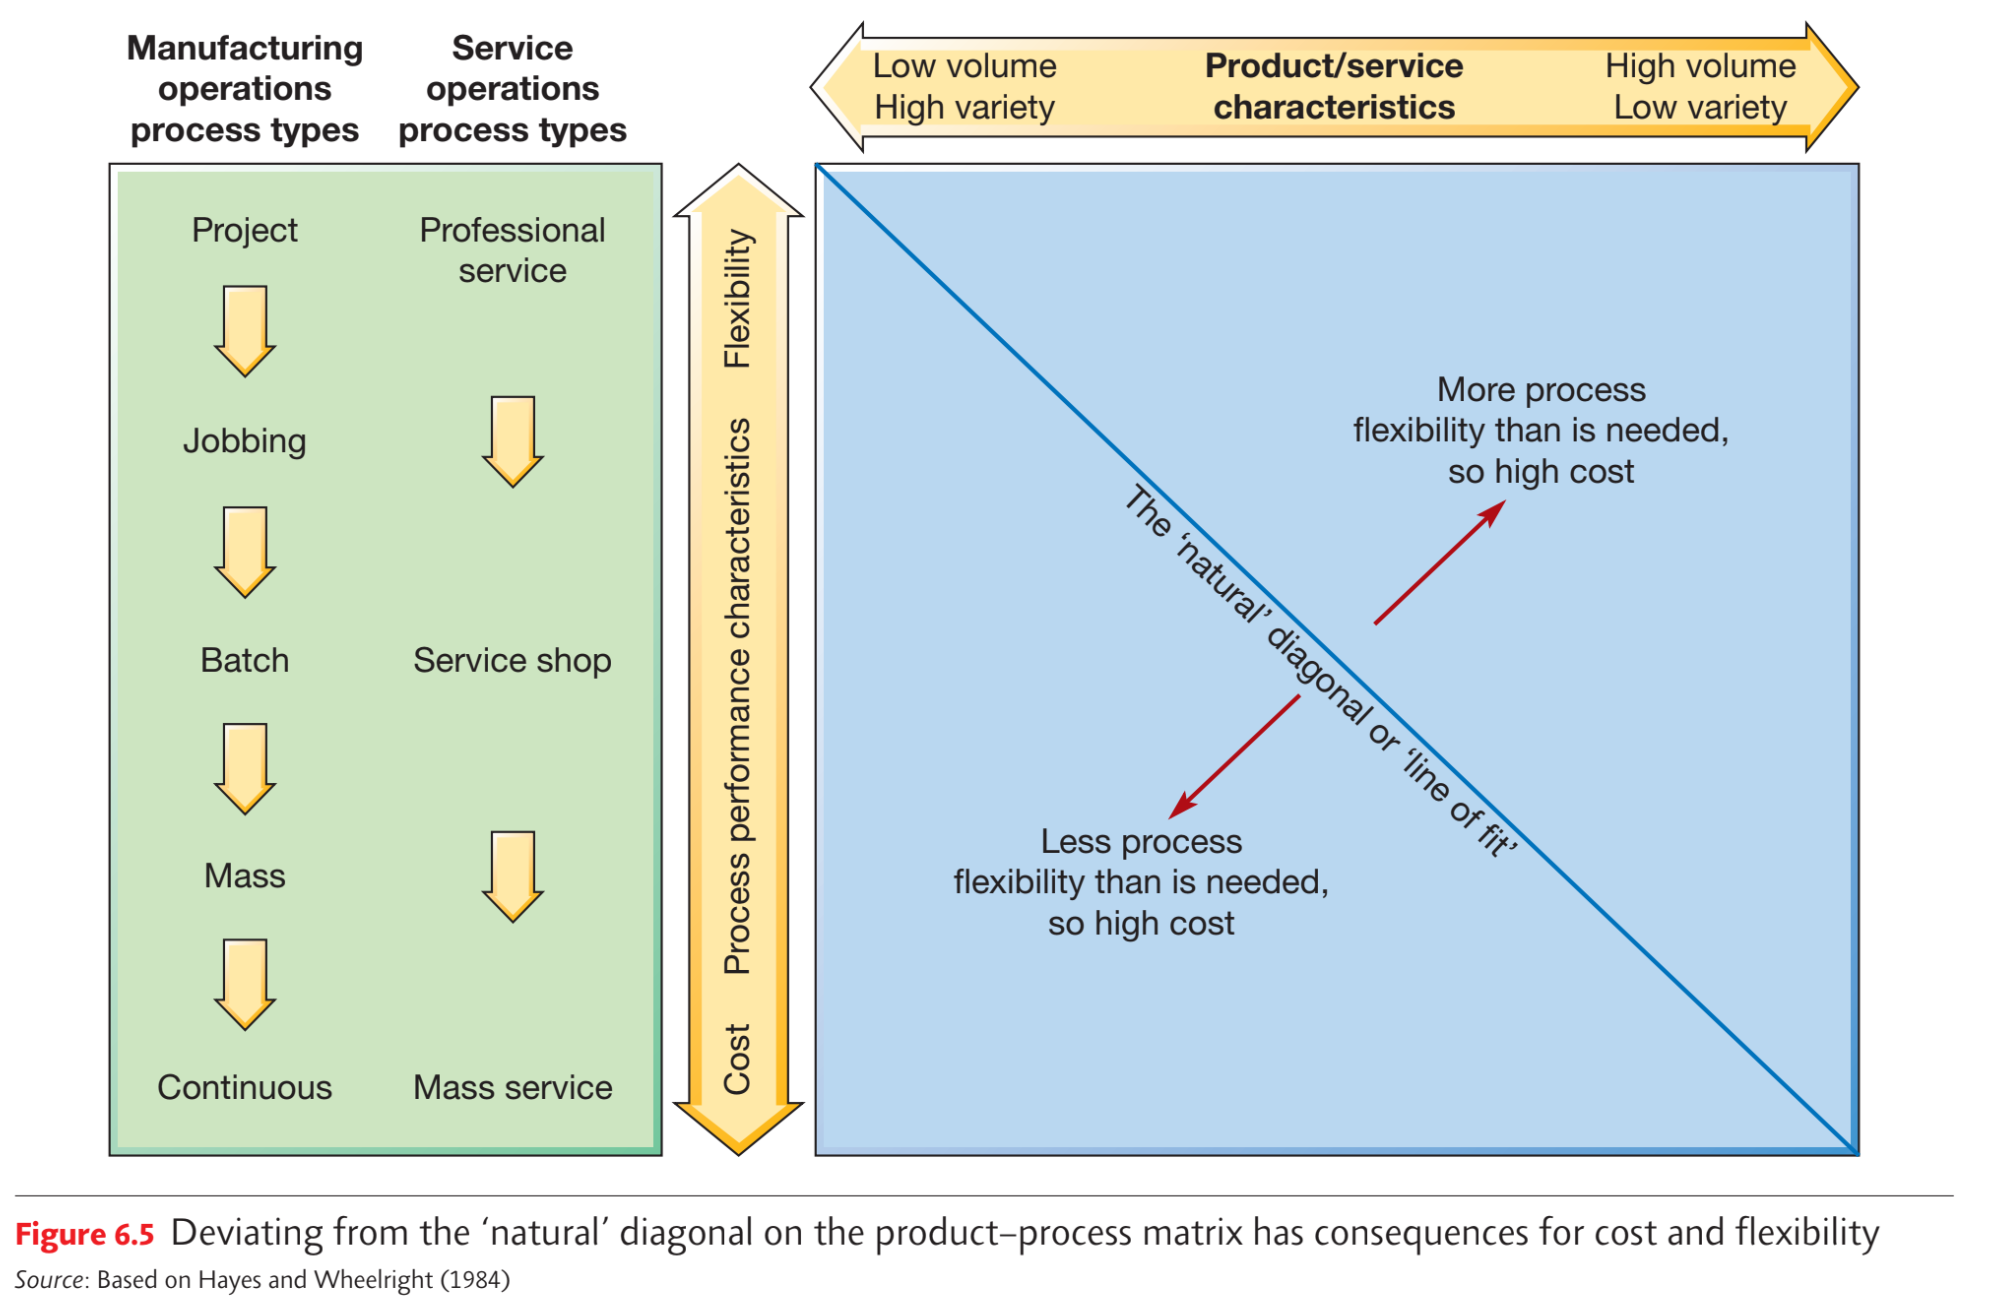 Manufacturing
operations
process types
Service
operations
process types
Low volume
High variety
Product/service
characteristics
High volume
Low variety
Project
Jobbing
Batch
Mass
Continuous
Professional
service
Service shop
Mass service
Flexibility
Process performance characteristics
Cost
More process
flexibility than is needed,
so high cost
The ‘natural’ diagonal or ‘line of fit’
Less process
flexibility than is needed,
so high cost
Figure 6.5 Deviating from the ‘natural’ diagonal on the product–process matrix has consequences for cost and flexibility
Source: Based on Hayes and Wheelright (1984)